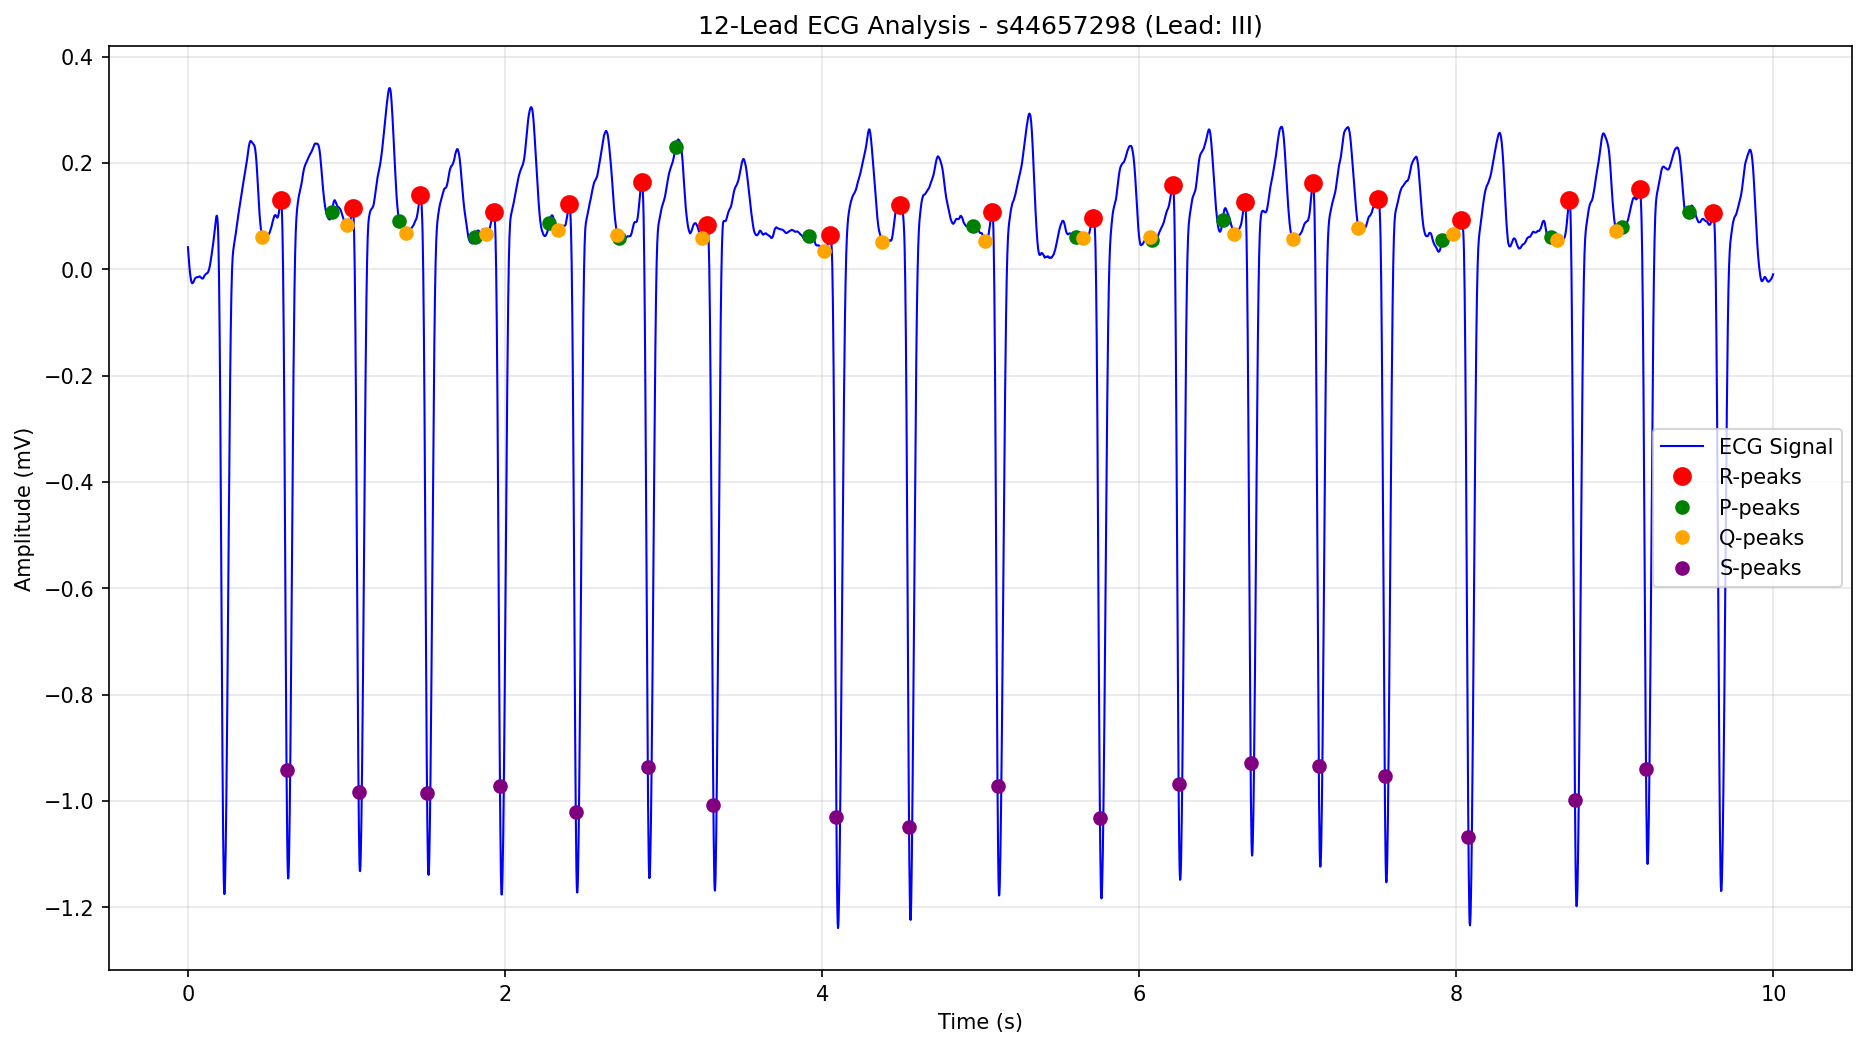 12-Lead ECG Analysis - s44657298 (Lead: III)
0.4
0.2
0.0
−0.2
−0.4
−0.6
−0.8
−1.0
−1.2
Amplitude (mV)
ECG Signal
R-peaks
P-peaks
Q-peaks
S-peaks
0 2 4 6 8 10
Time (s)